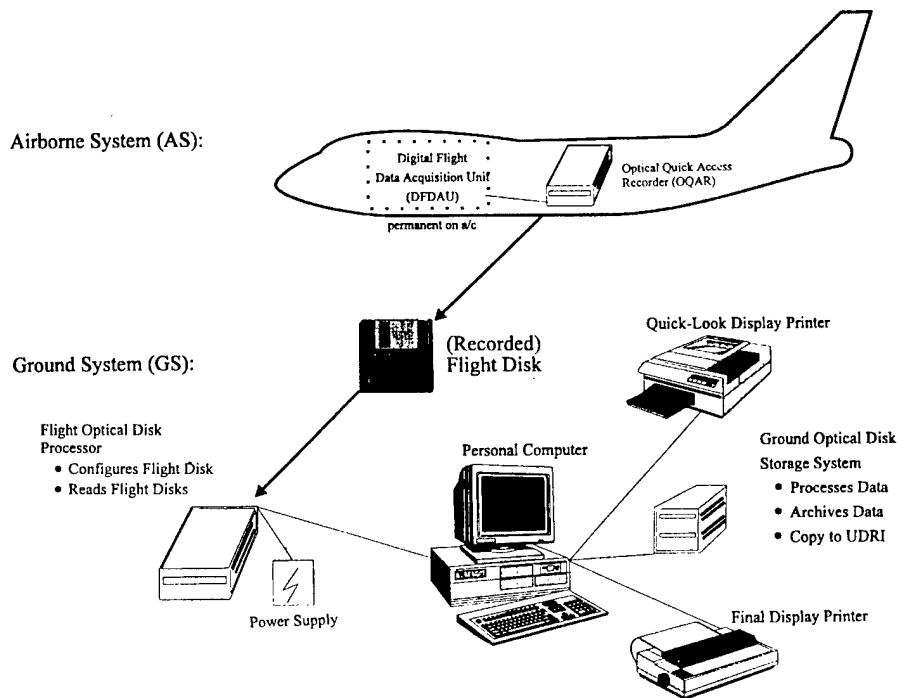 Airborne System (AS):
Digital Flight
Data Acquisition Unit
(DFDAU)
permanent on a/c
Optical Quick Access
Recorder (OQAR)
(Recorded)
Flight Disk
Quick-Look Display Printer
Ground System (GS):
Flight Optical Disk
Processor
• Configures Flight Disk
• Reads Flight Disks
Power Supply
Personal Computer
Ground Optical Disk
Storage System
• Processes Data
• Archives Data
• Copy to UDRI
Final Display Printer